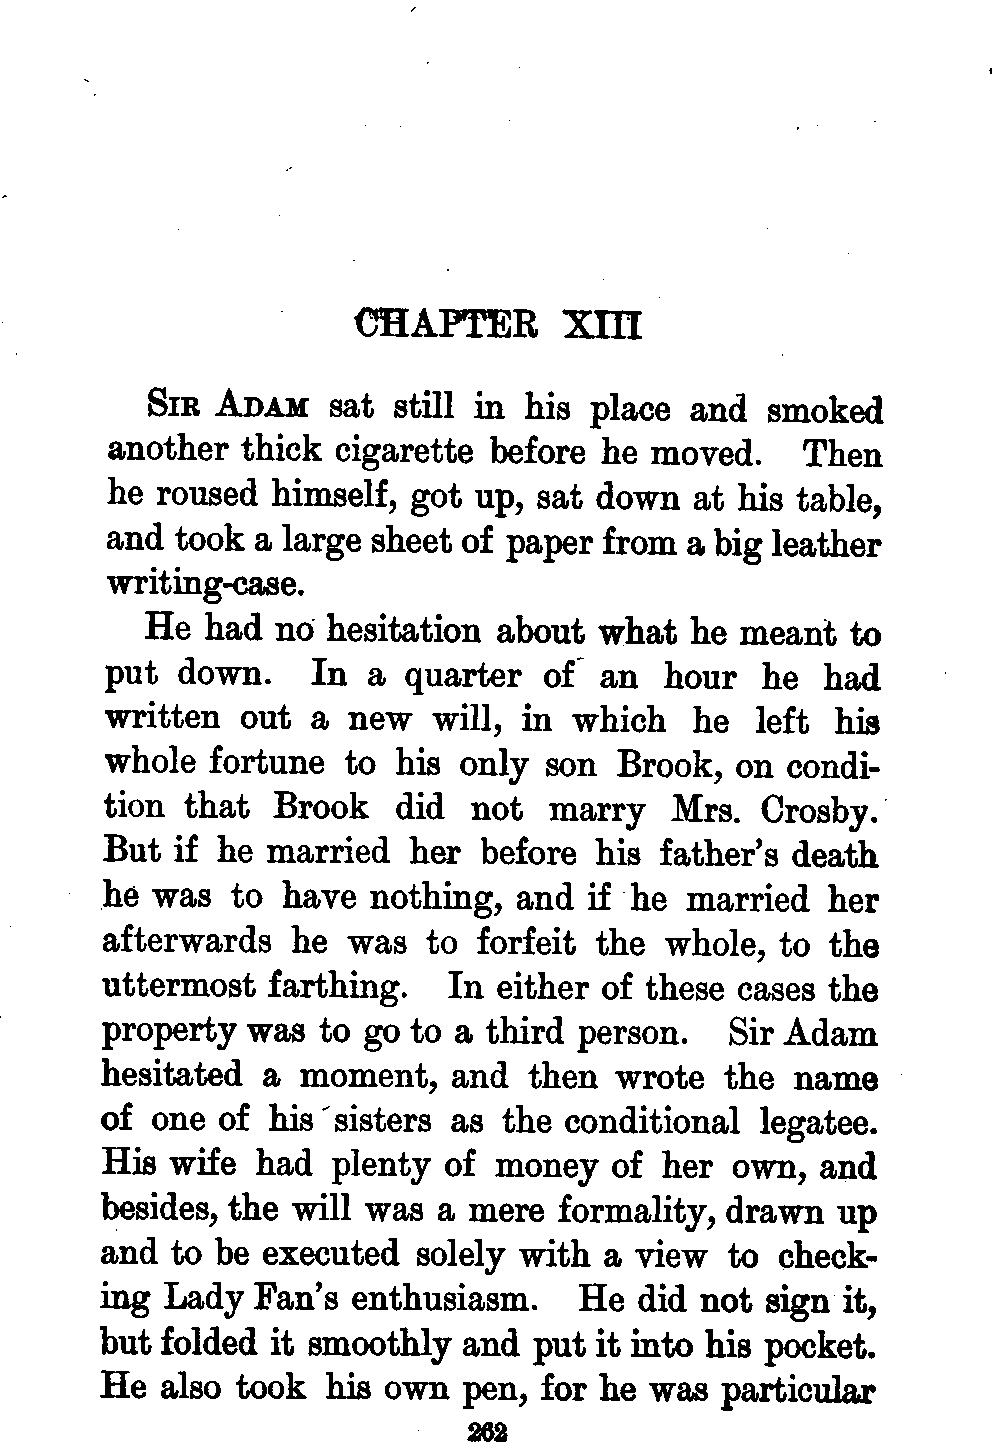 CHAPTER XIII
SIR ADAM sat still in his place and smoked
another thick cigarette before he moved. Then
he roused himself, got up, sat down at his table,
and took a large sheet of paper from a big leather
writing-case.
He had no hesitation about what he meant to
put down. In a quarter of an hour he had
written out a new will, in which he left his
whole fortune to his only son Brook, on condi-
tion that Brook did not marry Mrs. Crosby.
But if he married her before his father's death
he was to have nothing, and if he married her
afterwards he was to forfeit the whole, to the
uttermost farthing. In either of these cases the
property was to go to a third person. Sir Adam
hesitated a moment, and then wrote the name
of one of his sisters as the conditional legatee.
His wife had plenty of money of her own, and
besides, the will was a mere formality, drawn up
and to be executed solely with a view to check-
ing Lady Fan's enthusiasm. He did not sign it,
but folded it smoothly and put it into his pocket.
He also took his own pen, for he was particular
262